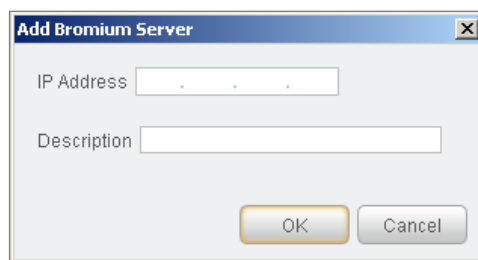 Add Bromium Server
IP Address . . .
Description
OK Cancel